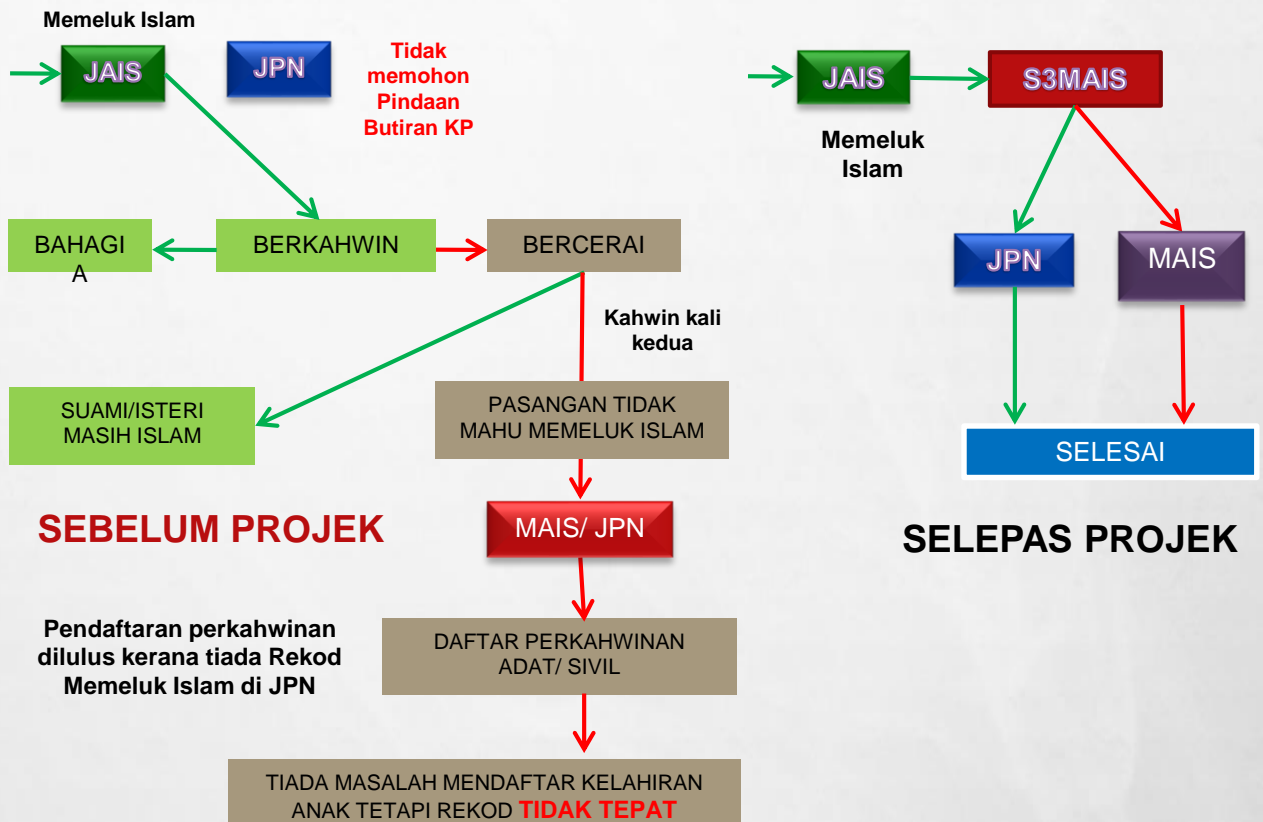 Memeluk Islam
JAIS
JPN
Tidak
memohon
Pindaan
Butiran KP
BAHAGI
A
BERKAHWIN
BERCERAI
Kahwin kali
kedua
SUAMI/ISTERI
MASIH ISLAM
PASANGAN TIDAK
MAHU MEMELUK ISLAM
SEBELUM PROJEK
MAIS/ JPN
Pendaftaran perkahwinan
dilulus kerana tiada Rekod
Memeluk Islam di JPN
DAFTAR PERKAHWINAN
ADAT/ SIVIL
TIADA MASALAH MENDAFTAR KELAHIRAN
ANAK TETAPI REKOD TIDAK TEPAT
JAIS
S3MAIS
Memeluk
Islam
JPN
MAIS
SELESAI
SELEPAS PROJEK